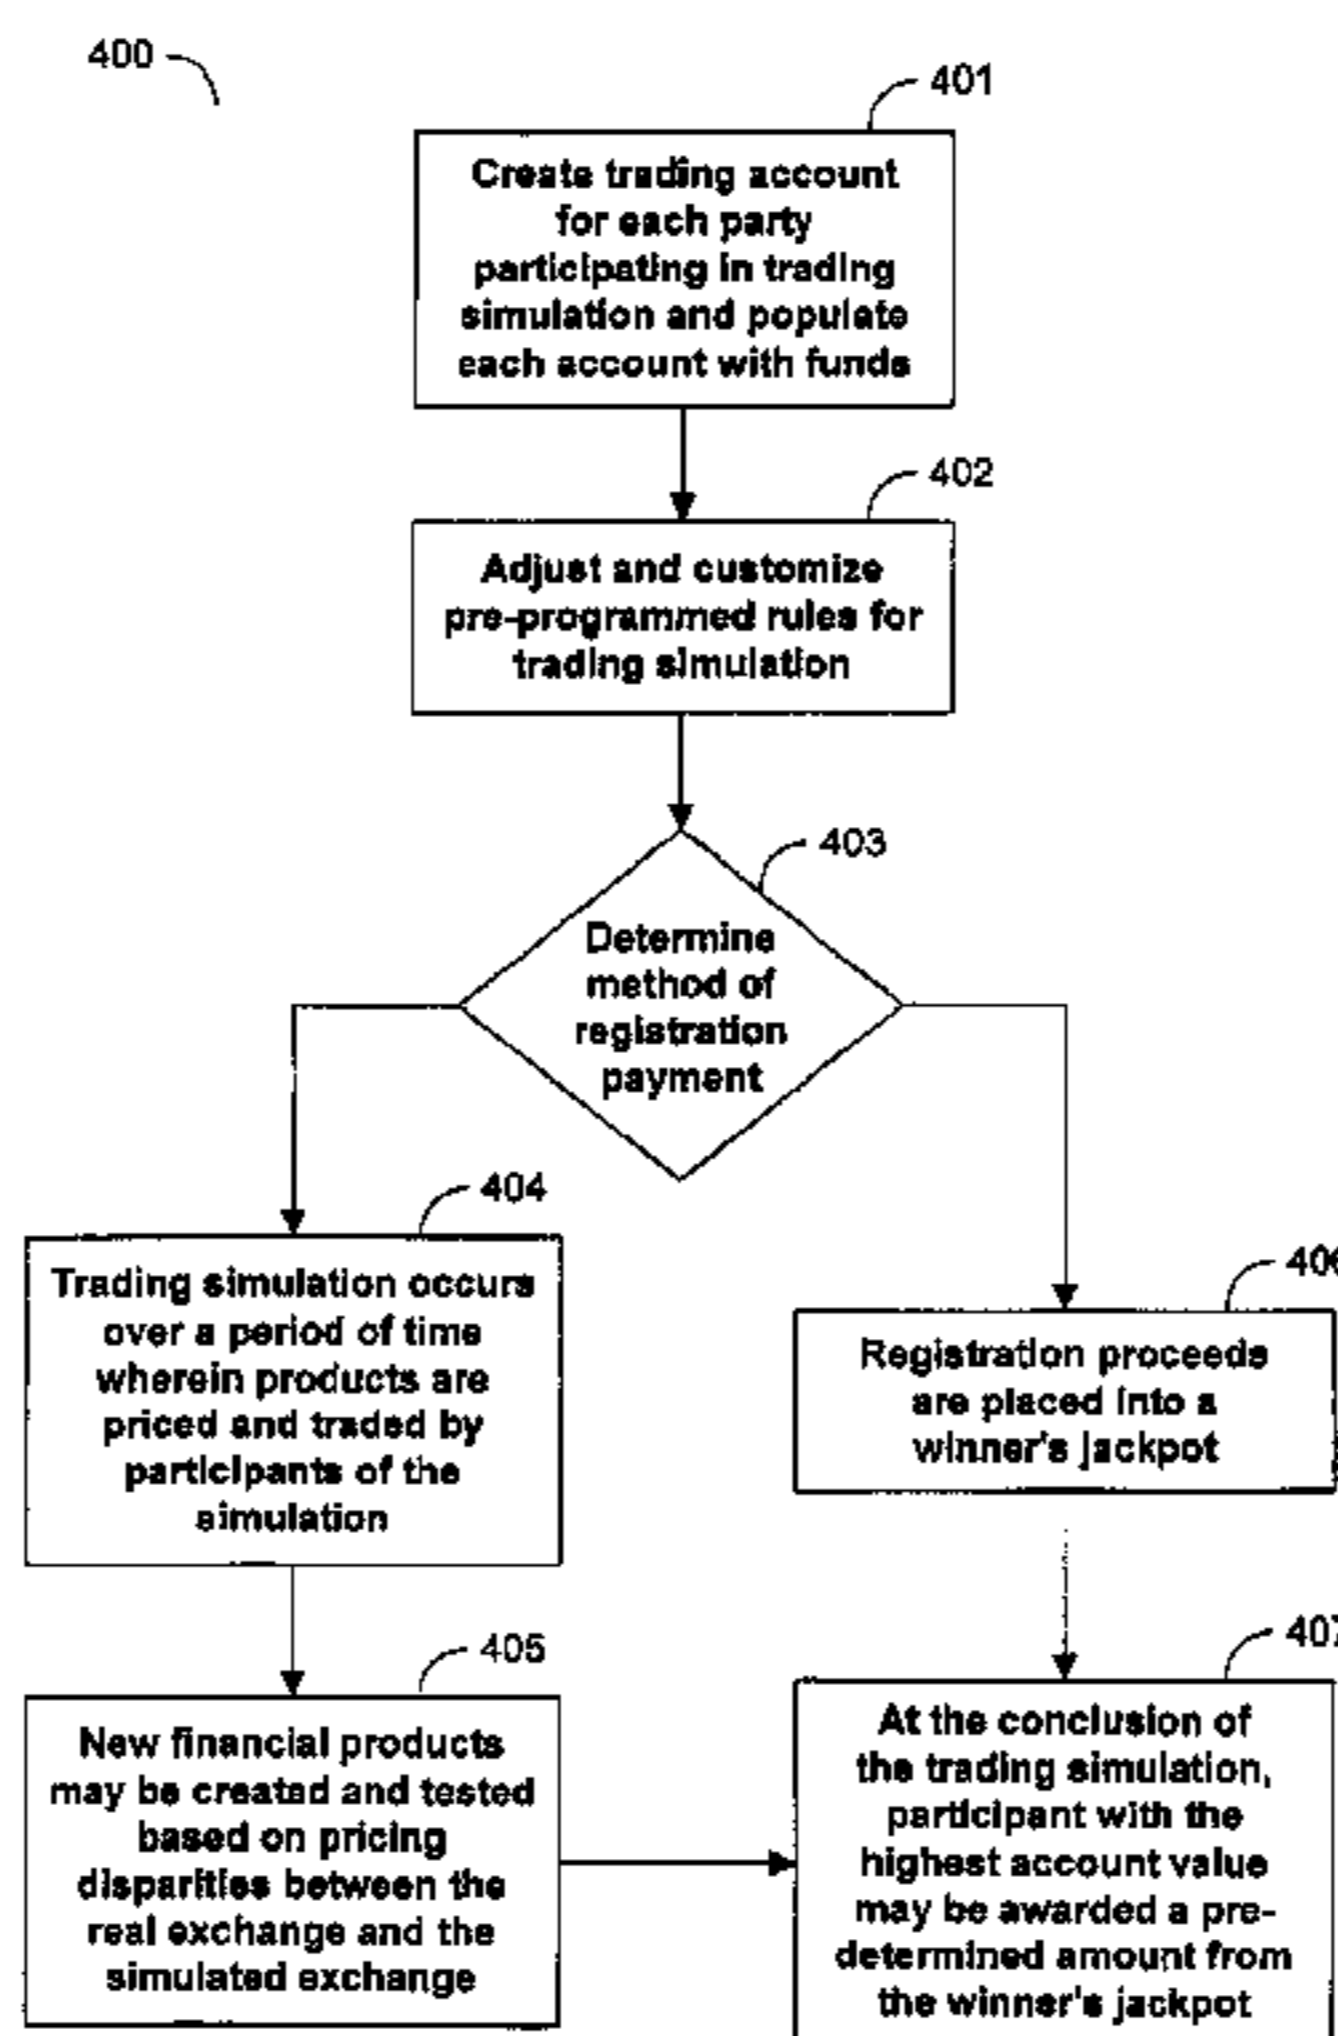 400
401
Create trading account
for each party
participating in trading
simulation and populate
each account with funds
402
Adjust and customize
pre-programmed rules for
trading simulation
403
Determine
method of
registration
payment
404
Trading simulation occurs
over a period of time
wherein products are
priced and traded by
participants of the
simulation
406
Registration proceeds
are placed into a
winner's jackpot
405
New financial products
may be created and tested
based on pricing
disparities between the
real exchange and the
simulated exchange
407
At the conclusion of
the trading simulation,
participant with the
highest account value
may be awarded a pre-
determined amount from
the winner's jackpot